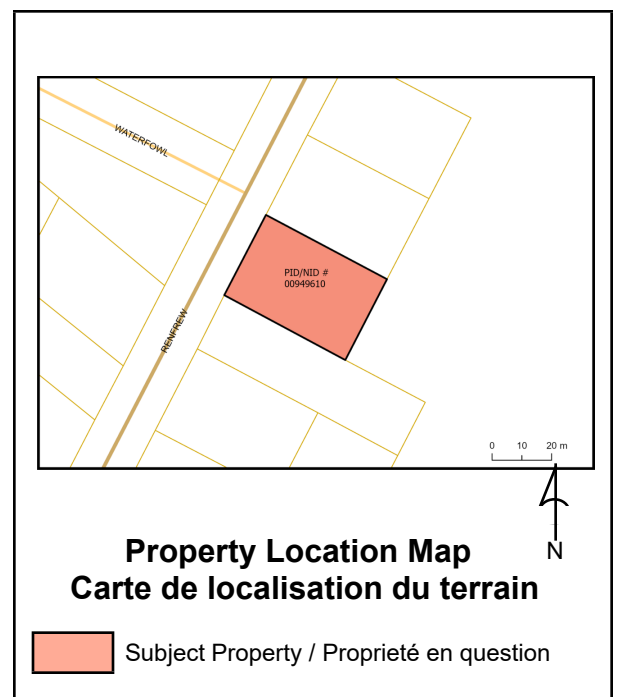 WATERFOWL
PID/NID #
00949610
RENFREW
0 10 20 m
N
Property Location Map
Carte de localisation du terrain
Subject Property / Proprieté en question